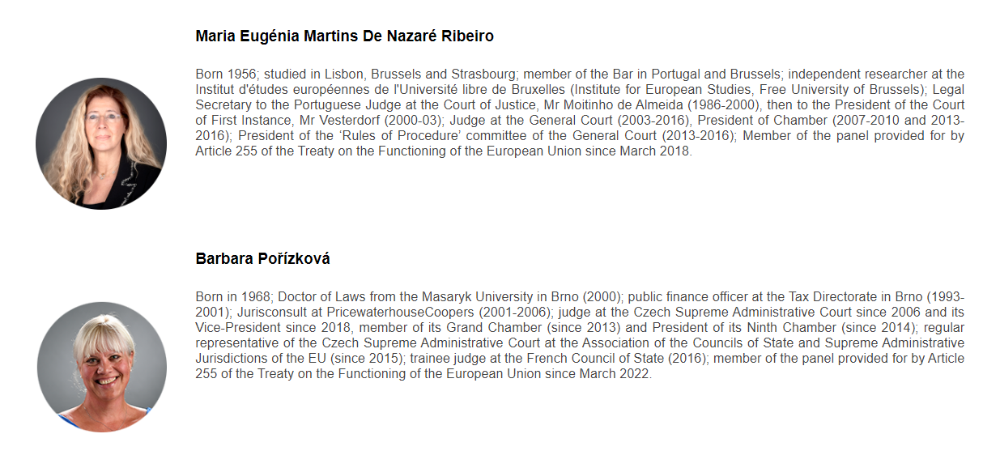 Maria Eugénia Martins De Nazaré Ribeiro
Born 1956; studied in Lisbon, Brussels and Strasbourg; member of the Bar in Portugal and Brussels; independent researcher at the
Institut d'études européennes de l'Université libre de Bruxelles (Institute for European Studies, Free University of Brussels); Legal
Secretary to the Portuguese Judge at the Court of Justice, Mr Moitinho de Almeida (1986-2000), then to the President of the Court
of First Instance, Mr Vesterdorf (2000-03); Judge at the General Court (2003-2016), President of Chamber (2007-2010 and 2013-
2016); President of the ‘Rules of Procedure’ committee of the General Court (2013-2016); Member of the panel provided for by
Article 255 of the Treaty on the Functioning of the European Union since March 2018.
Barbara Pořízková
Born in 1968; Doctor of Laws from the Masaryk University in Brno (2000); public finance officer at the Tax Directorate in Brno (1993-
2001); Jurisconsult at PricewaterhouseCoopers (2001-2006); judge at the Czech Supreme Administrative Court since 2006 and its
Vice-President since 2018, member of its Grand Chamber (since 2013) and President of its Ninth Chamber (since 2014); regular
representative of the Czech Supreme Administrative Court at the Association of the Councils of State and Supreme Administrative
Jurisdictions of the EU (since 2015); trainee judge at the French Council of State (2016); member of the panel provided for by Article
255 of the Treaty on the Functioning of the European Union since March 2022.